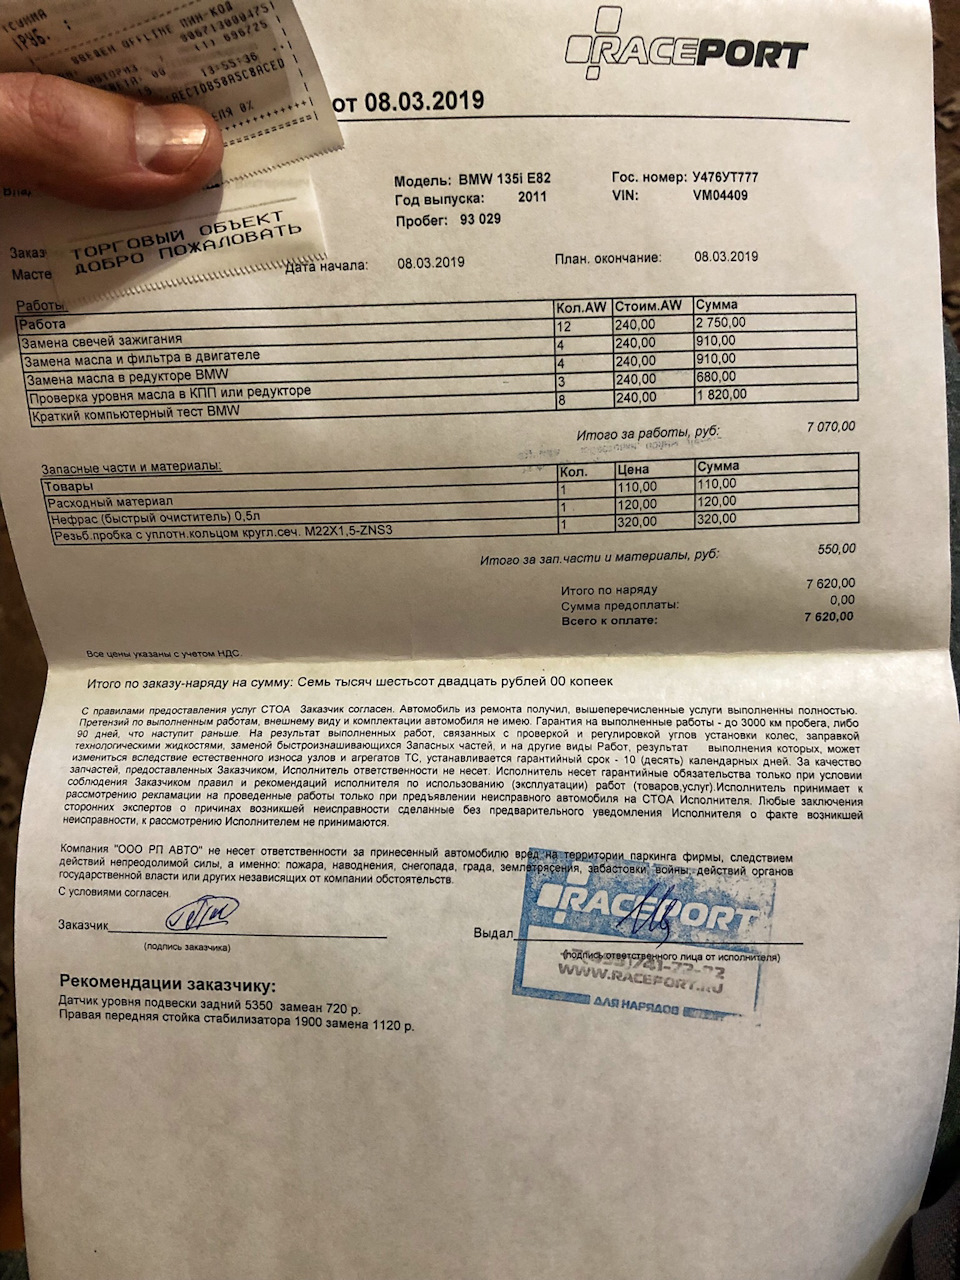 СУММА
РУБ. :
ВВЕДЕН OFFLINE ПИН-КОД
13:55:36
ТОРГОВЫЙ ОБЪЕКТ
ДОБРО ПОЖАЛОВАТЬ
RACEPORT
от 08.03.2019
Модель: BMW 135i E82 Гос. номер: У476УТ777
Год выпуска: 2011 VIN: VM04409
Пробег: 93 029
Заказ
Масте
Дата начала: 08.03.2019 План. окончание: 08.03.2019
Работы:
Работа Кол.AW Стоим.AW Сумма
Замена свечей зажигания 12 240,00 2 750,00
Замена масла и фильтра в двигателе 4 240,00 910,00
Замена масла в редукторе BMW 4 240,00 910,00
Проверка уровня масла в КПП или редукторе 3 240,00 680,00
Краткий компьютерный тест BMW 8 240,00 1 820,00
Итого за работы, руб: 7 070,00
Запасные части и материалы:
Товары Кол. Цена Сумма
Расходный материал 1 110,00 110,00
Нефрас (быстрый очиститель) 0,5л 1 120,00 120,00
Резьб.пробка с уплотн.кольцом кругл.сеч. M22X1,5-ZNS3 1 320,00 320,00
Итого за зап.части и материалы, руб: 550,00
Итого по наряду 7 620,00
Сумма предоплаты: 0,00
Всего к оплате: 7 620,00
Все цены указаны с учетом НДС.
Итого по заказу-наряду на сумму: Семь тысяч шестьсот двадцать рублей 00 копеек
С правилами предоставления услуг СТОА Заказчик согласен. Автомобиль из ремонта получил, вышеперечисленные услуги выполненны полностью.
Претензий по выполненным работам, внешнему виду и комплектации автомобиля не имею. Гарантия на выполненные работы - до 3000 км пробега, либо
90 дней, что наступит раньше. На результат выполненных работ, связанных с проверкой и регулировкой углов установки колес, заправкой
технологическими жидкостями, заменой быстроизнашивающихся Запасных частей, и на другие виды Работ, результат выполнения которых, может
измениться вследствие естественного износа узлов и агрегатов ТС, устанавливается гарантийный срок - 10 (десять) календарных дней. За качество
запчастей, предоставленных Заказчиком, Исполнитель ответственности не несет. Исполнитель несет гарантийные обязательства только при условии
соблюдения Заказчиком правил и рекомендаций исполнителя по использованию (эксплуатации) работ (товаров,услуг).Исполнитель принимает к
рассмотрению рекламации на проведенные работы только при предъявлении неисправного автомобиля на СТОА Исполнителя. Любые заключения
сторонних экспертов о причинах возникшей неисправности сделанные без предварительного уведомления Исполнителя о факте возникшей
неисправности, к рассмотрению Исполнителем не принимаются.
Компания "ООО РП АВТО" не несет ответственности за принесенный автомобилю вред на территории паркинга фирмы, следствием
действий непреодолимой силы, а именно: пожара, наводнения, снегопада, града, землетрясения, забастовки, войны, действий органов
государственной власти или других независящих от компании обстоятельств.
С условиями согласен
Заказчик
(подпись заказчика)
Выдал
(подпись ответственного лица от исполнителя)
RACEPORT
WWW.RACEPORT.RU
ДЛЯ НАРЯДОВ
Рекомендации заказчику:
Датчик уровня подвески задний 5350 замеан 720 р.
Правая передняя стойка стабилизатора 1900 замена 1120 р.